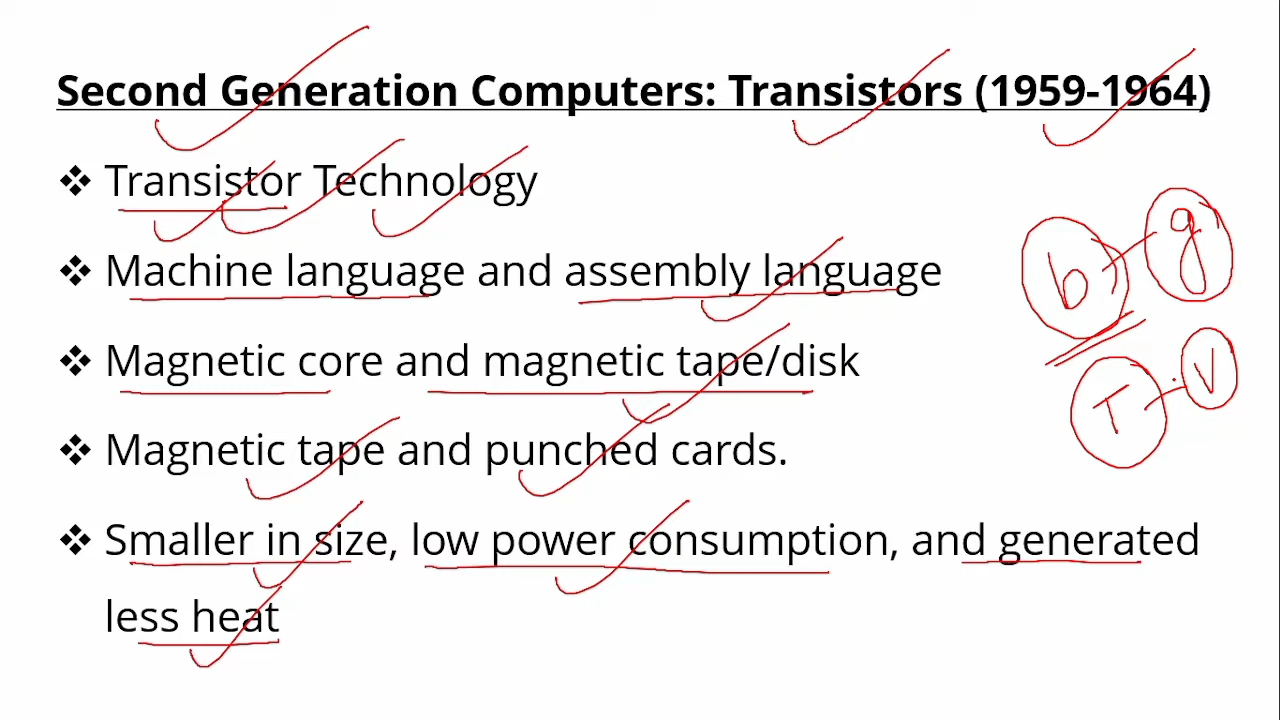 Second Generation Computers: Transistors (1959-1964)
❖ Transistor Technology
❖ Machine language and assembly language
❖ Magnetic core and magnetic tape/disk
❖ Magnetic tape and punched cards.
❖ Smaller in size, low power consumption, and generated
less heat
b g
T V